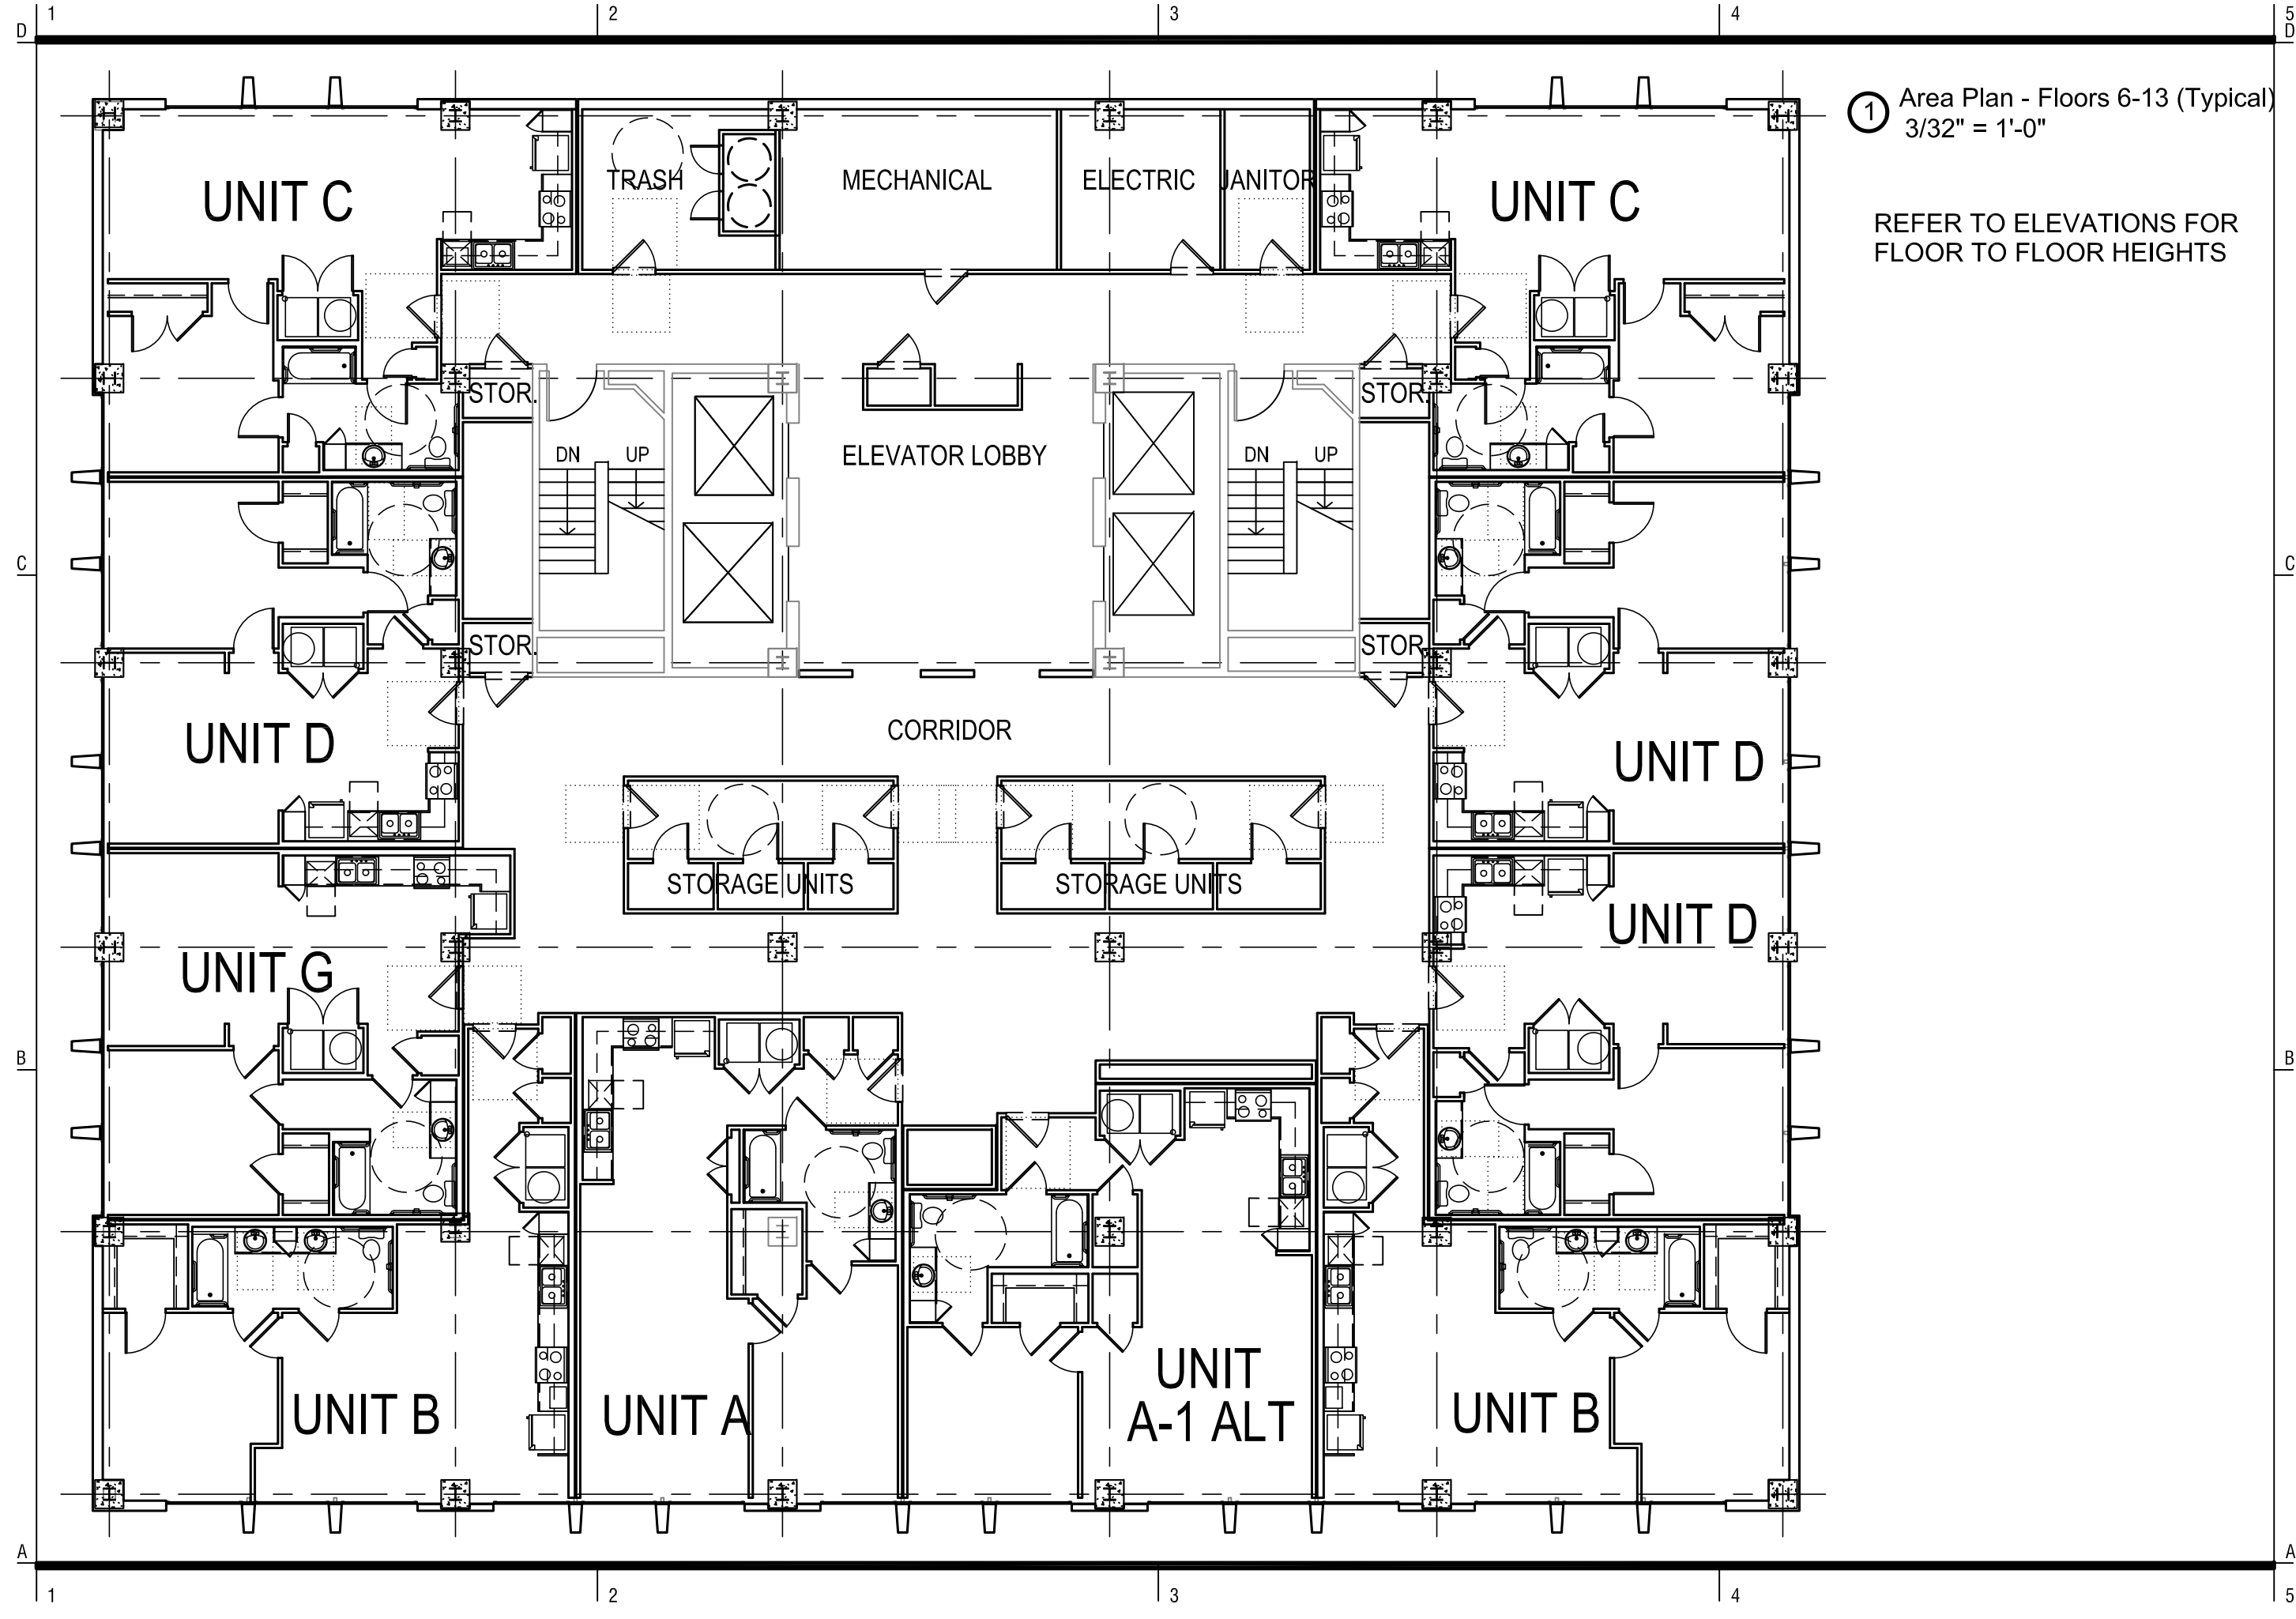 1 2 3 4 5
D D
1 Area Plan - Floors 6-13 (Typical)
3/32" = 1'-0"
REFER TO ELEVATIONS FOR
FLOOR TO FLOOR HEIGHTS
UNIT C
TRASH
MECHANICAL
ELECTRIC
JANITOR
UNIT C
STOR.
STOR.
DN UP
ELEVATOR LOBBY
DN UP
C C
STOR.
STOR.
UNIT D
CORRIDOR
UNIT D
STORAGE UNITS
STORAGE UNITS
UNIT G
UNIT D
B B
UNIT B
UNIT A
UNIT
A-1 ALT
UNIT B
A A
1 2 3 4 5